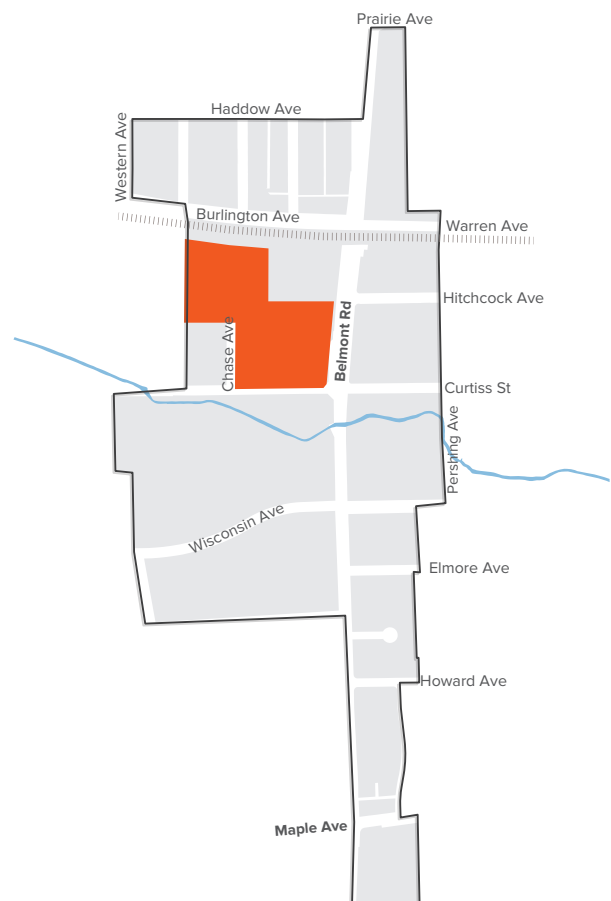 Prairie Ave
Haddow Ave
Western Ave
Burlington Ave
Warren Ave
Hitchcock Ave
Belmont Rd
Chase Ave
Curtiss St
Pershing Ave
Wisconsin Ave
Elmore Ave
Howard Ave
Maple Ave